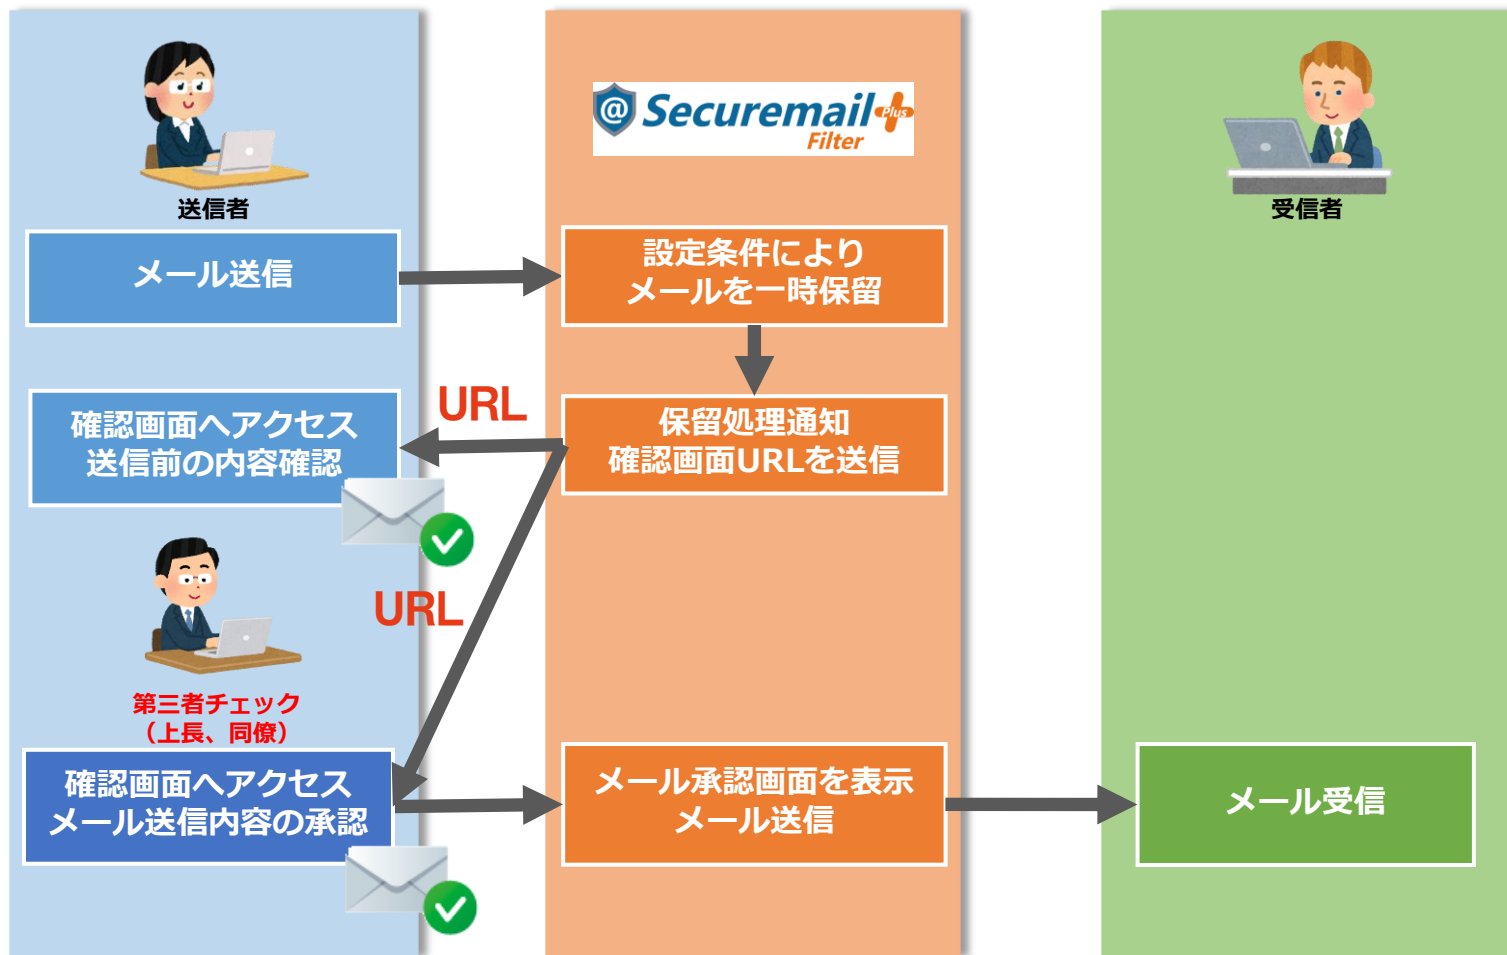 @ Securemail Plus
Filter
送信者
受信者
メール送信
設定条件により
メールを一時保留
URL
確認画面へアクセス
送信前の内容確認
保留処理通知
確認画面URLを送信
URL
第三者チェック
（上長、同僚）
確認画面へアクセス
メール送信内容の承認
メール承認画面を表示
メール送信
メール受信